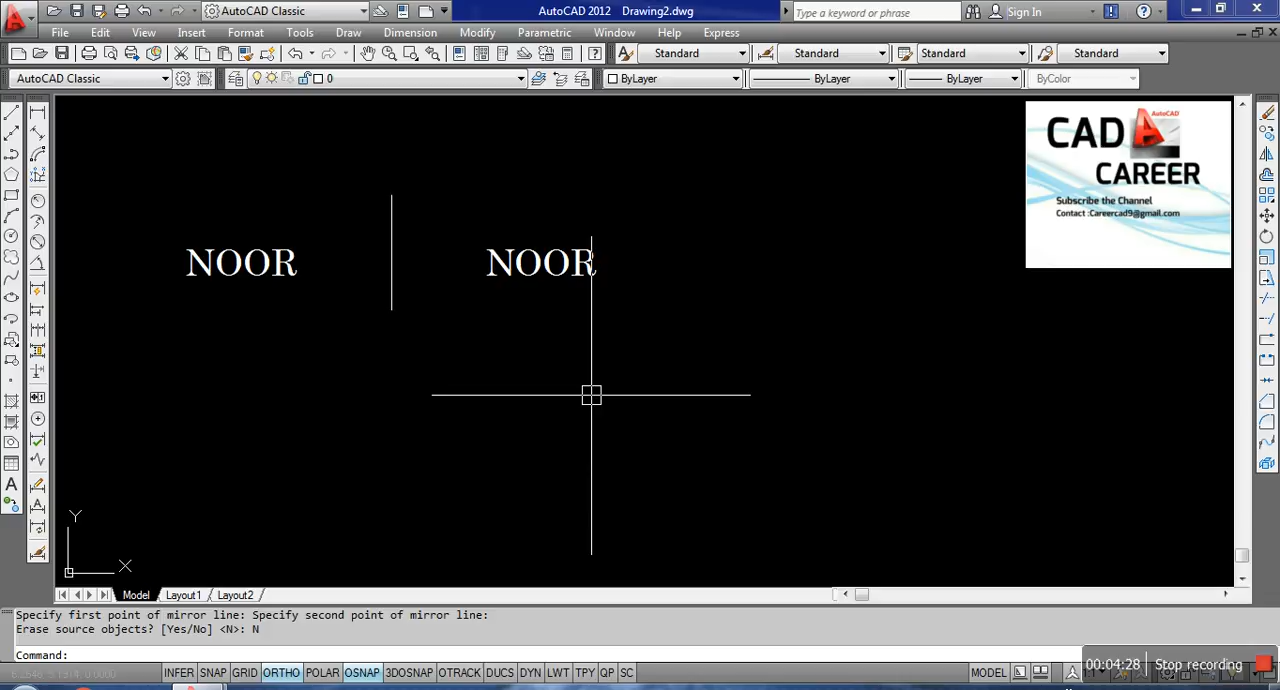 AutoCAD Classic
AutoCAD 2012 Drawing2.dwg
Type a keyword or phrase
Sign In
File Edit View Insert Format Tools Draw Dimension Modify Parametric Window Help Express
Standard Standard Standard Standard
AutoCAD Classic 0 ByLayer ByLayer ByLayer ByColor
AutoCAD
CAD
CAREER
Subscribe the Channel
Contact :Careercad9@gmail.com
NOOR NOOR
Y
X
Model Layout1 Layout2
Specify first point of mirror line: Specify second point of mirror line:
Erase source objects? [Yes/No] <N>: N
Command:
INFER SNAP GRID ORTHO POLAR OSNAP 3DOSNAP OTRACK DUCS DYN LWT TPY QP SC MODEL
00:04:28 Stop recording